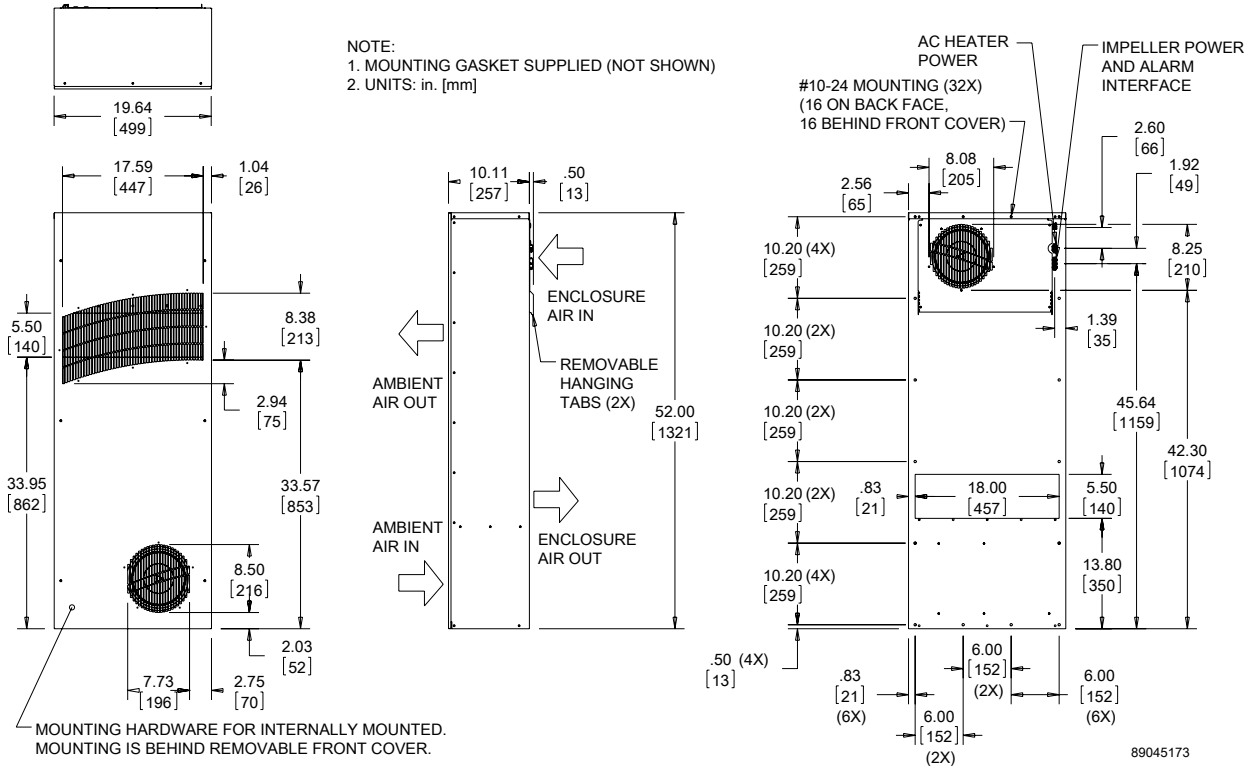 NOTE:
1. MOUNTING GASKET SUPPLIED (NOT SHOWN)
2. UNITS: in. [mm]
19.64
[499]
17.59
[447]
1.04
[26]
5.50
[140]
8.38
[213]
2.94
[75]
33.95
[862]
33.57
[853]
8.50
[216]
2.03
[52]
7.73
[196]
2.75
[70]
MOUNTING HARDWARE FOR INTERNALLY MOUNTED.
MOUNTING IS BEHIND REMOVABLE FRONT COVER.
10.11
[257]
.50
[13]
ENCLOSURE
AIR IN
AMBIENT
AIR OUT
REMOVABLE
HANGING
TABS (2X)
52.00
[1321]
AMBIENT
AIR IN
ENCLOSURE
AIR OUT
AC HEATER
POWER
IMPELLER POWER
AND ALARM
INTERFACE
#10-24 MOUNTING (32X)
(16 ON BACK FACE,
16 BEHIND FRONT COVER)
2.60
[66]
8.08
[205]
1.92
[49]
2.56
[65]
10.20 (4X)
[259]
8.25
[210]
10.20 (2X)
[259]
1.39
[35]
10.20 (2X)
[259]
45.64
[1159]
42.30
[1074]
10.20 (2X)
[259]
.83
[21]
18.00
[457]
5.50
[140]
10.20 (4X)
[259]
13.80
[350]
.50 (4X)
[13]
.83
[21]
(6X)
6.00
[152]
(2X)
6.00
[152]
(2X)
6.00
[152]
(6X)
89045173